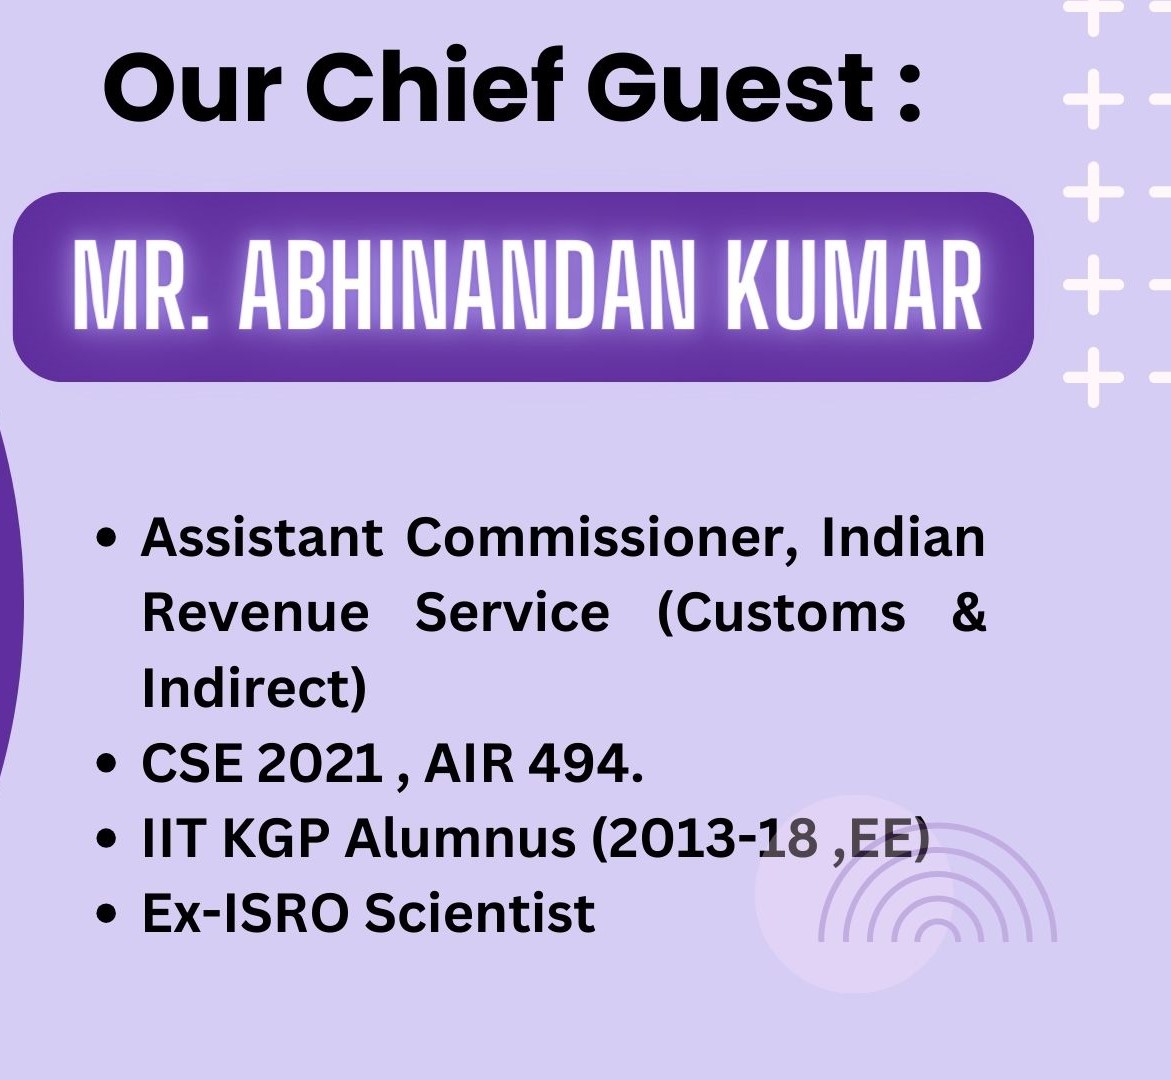 Our Chief Guest :
MR. ABHINANDAN KUMAR
• Assistant Commissioner, Indian
Revenue Service (Customs &
Indirect)
• CSE 2021 , AIR 494.
• IIT KGP Alumnus (2013-18 ,EE)
• Ex-ISRO Scientist